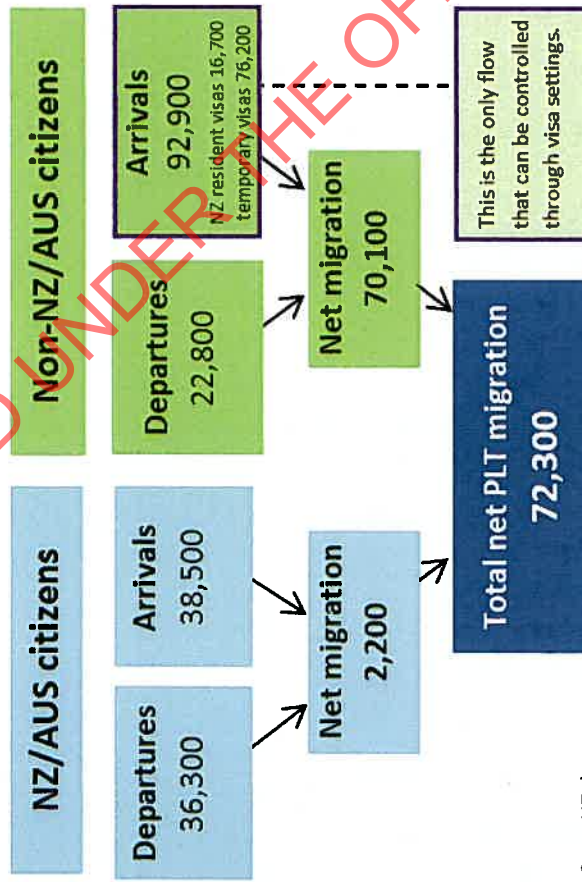 NZ/AUS citizens
Non-NZ/AUS citizens
Departures
36,300
Arrivals
38,500
Departures
22,800
Arrivals
92,900
NZ resident visas 16,700
temporary visas 76,200
Net migration
2,200
Net migration
70,100
Total net PLT migration
72,300
This is the only flow
that can be controlled
through visa settings.
UNDER THE